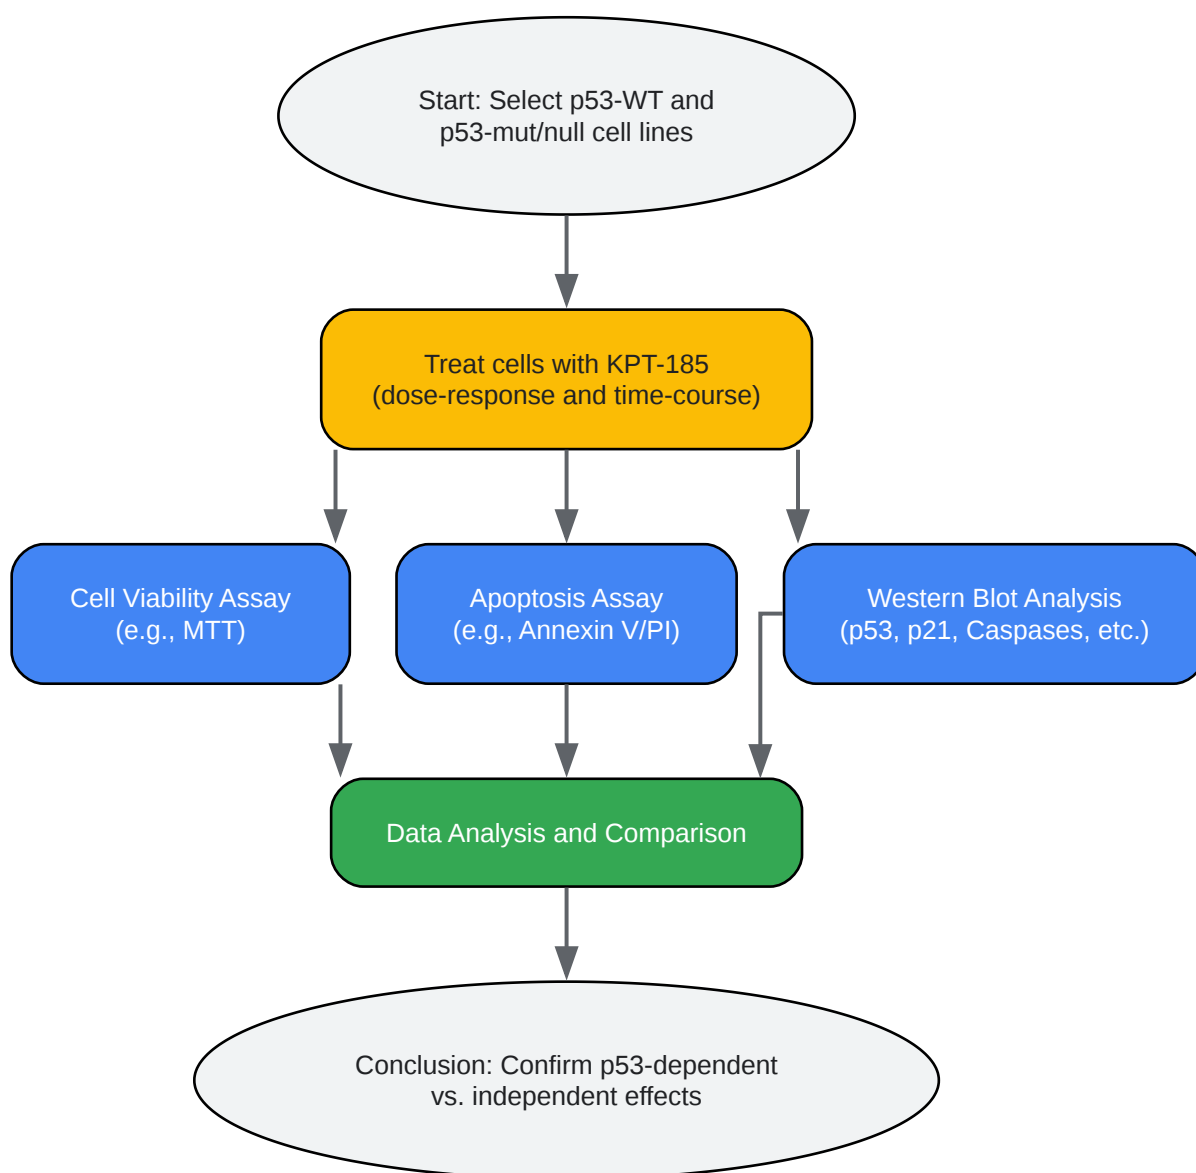 Start: Select p53-WT and
p53-mut/null cell lines
Treat cells with KPT-185
(dose-response and time-course)
Cell Viability Assay
(e.g., MTT)
Apoptosis Assay
(e.g., Annexin V/PI)
Western Blot Analysis
(p53, p21, Caspases, etc.)
Data Analysis and Comparison
Conclusion: Confirm p53-dependent
vs. independent effects